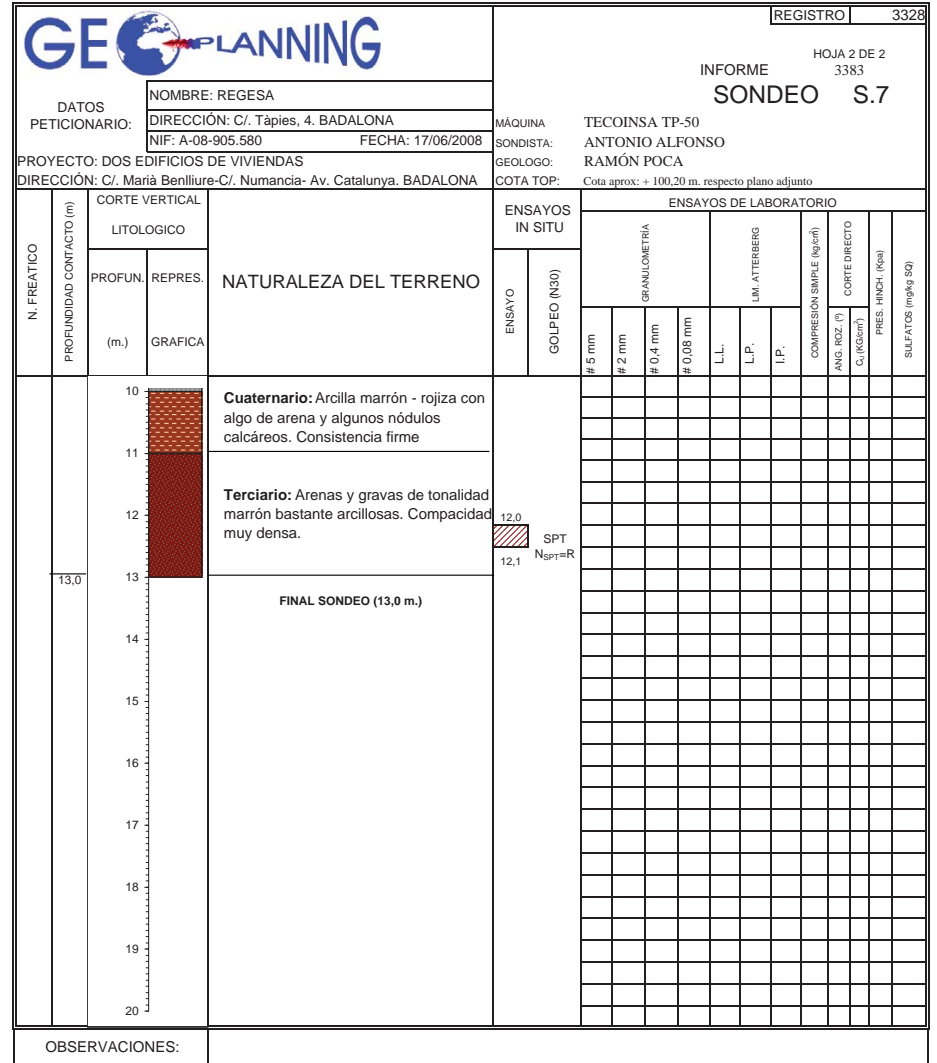 GEOPLANNING
REGISTRO 3328
HOJA 2 DE 2
INFORME 3383
SONDEO S.7
DATOS PETICIONARIO:
NOMBRE: REGESA
DIRECCIÓN: C/. Tàpies, 4. BADALONA
NIF: A-08-905.580 FECHA: 17/06/2008
PROYECTO: DOS EDIFICIOS DE VIVIENDAS
DIRECCIÓN: C/. Marià Benlliure-C/. Numancia- Av. Catalunya. BADALONA
MÁQUINA TECOINSA TP-50
SONDISTA: ANTONIO ALFONSO
GEOLOGO: RAMÓN POCA
COTA TOP: Cota aprox: + 100,20 m. respecto plano adjunto
N. FREATICO
PROFUNDIDAD CONTACTO (m)
CORTE VERTICAL
LITOLOGICO
PROFUN.
(m.)
REPRES.
GRAFICA
NATURALEZA DEL TERRENO
ENSAYOS
IN SITU
ENSAYO
GOLPEO (N30)
ENSAYOS DE LABORATORIO
GRANULOMETRÍA
# 5 mm
# 2 mm
# 0,4 mm
# 0,08 mm
LIM. ATTERBERG
L.L.
L.P.
I.P.
COMPRESIÓN SIMPLE (kg/cm²)
CORTE DIRECTO
ANG. ROZ. (º)
Cᵤ (KG/cm²)
PRES. HINCH. (Kpa)
SULFATOS (mg/kg SQ)
10
Cuaternario: Arcilla marrón - rojiza con
algo de arena y algunos nódulos
calcáreos. Consistencia firme
11
Terciario: Arenas y gravas de tonalidad
marrón bastante arcillosas. Compacidad
muy densa.
12
12,0
SPT
NSPT=R
12,1
13,0
13
FINAL SONDEO (13,0 m.)
14
15
16
17
18
19
20
OBSERVACIONES: